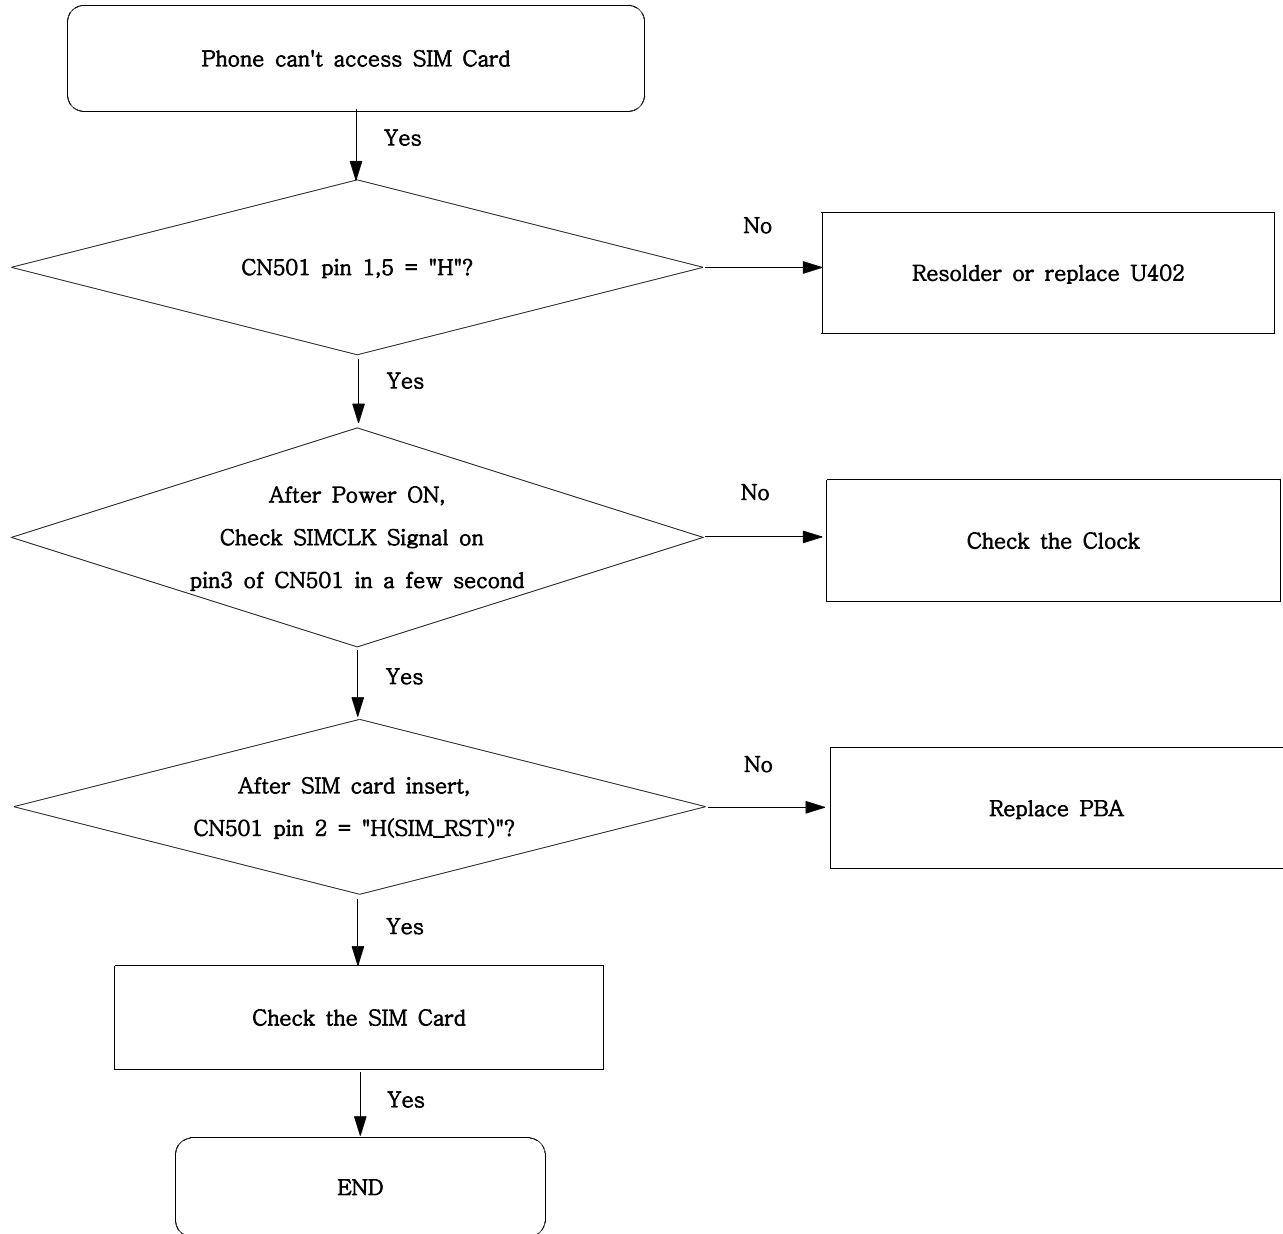 Phone can't access SIM Card
Yes
CN501 pin 1,5 = "H"?
No
Resolder or replace U402
Yes
After Power ON,
Check SIMCLK Signal on
pin3 of CN501 in a few second
No
Check the Clock
Yes
After SIM card insert,
CN501 pin 2 = "H(SIM_RST)"?
No
Replace PBA
Yes
Check the SIM Card
Yes
END